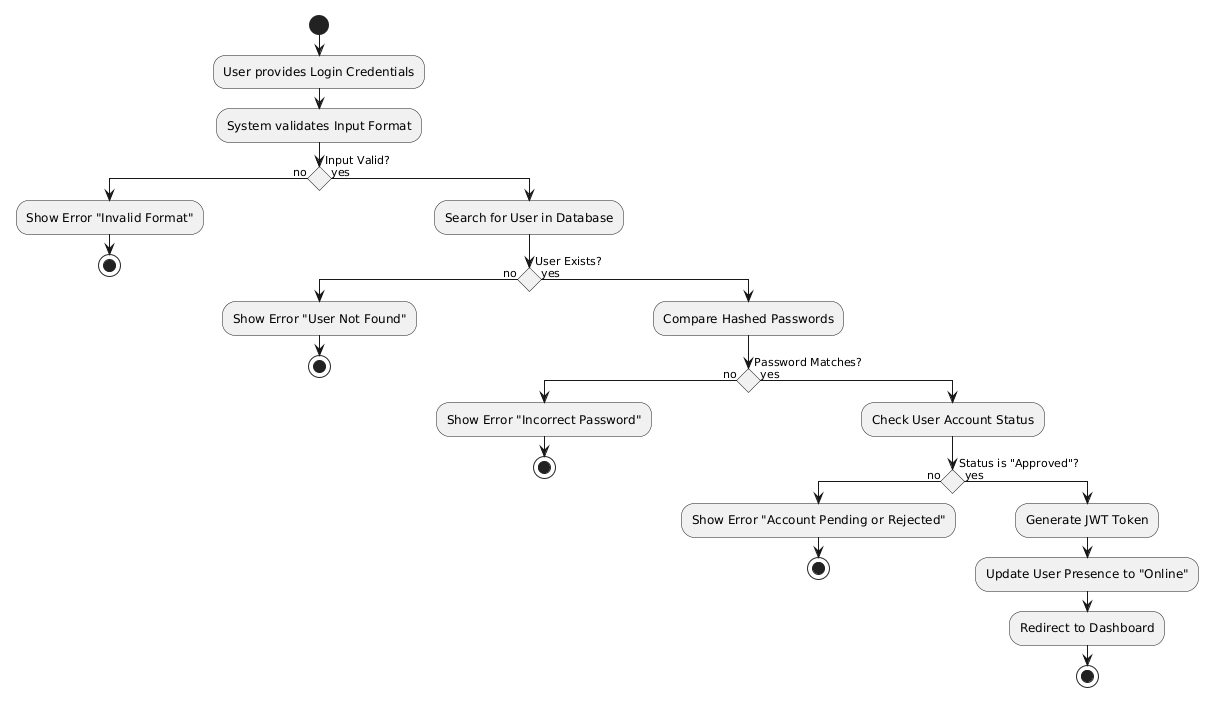 User provides Login Credentials
System validates Input Format
Input Valid?
no
yes
Show Error "Invalid Format"
Search for User in Database
User Exists?
no
yes
Show Error "User Not Found"
Compare Hashed Passwords
Password Matches?
no
yes
Show Error "Incorrect Password"
Check User Account Status
Status is "Approved"?
no
yes
Show Error "Account Pending or Rejected"
Generate JWT Token
Update User Presence to "Online"
Redirect to Dashboard